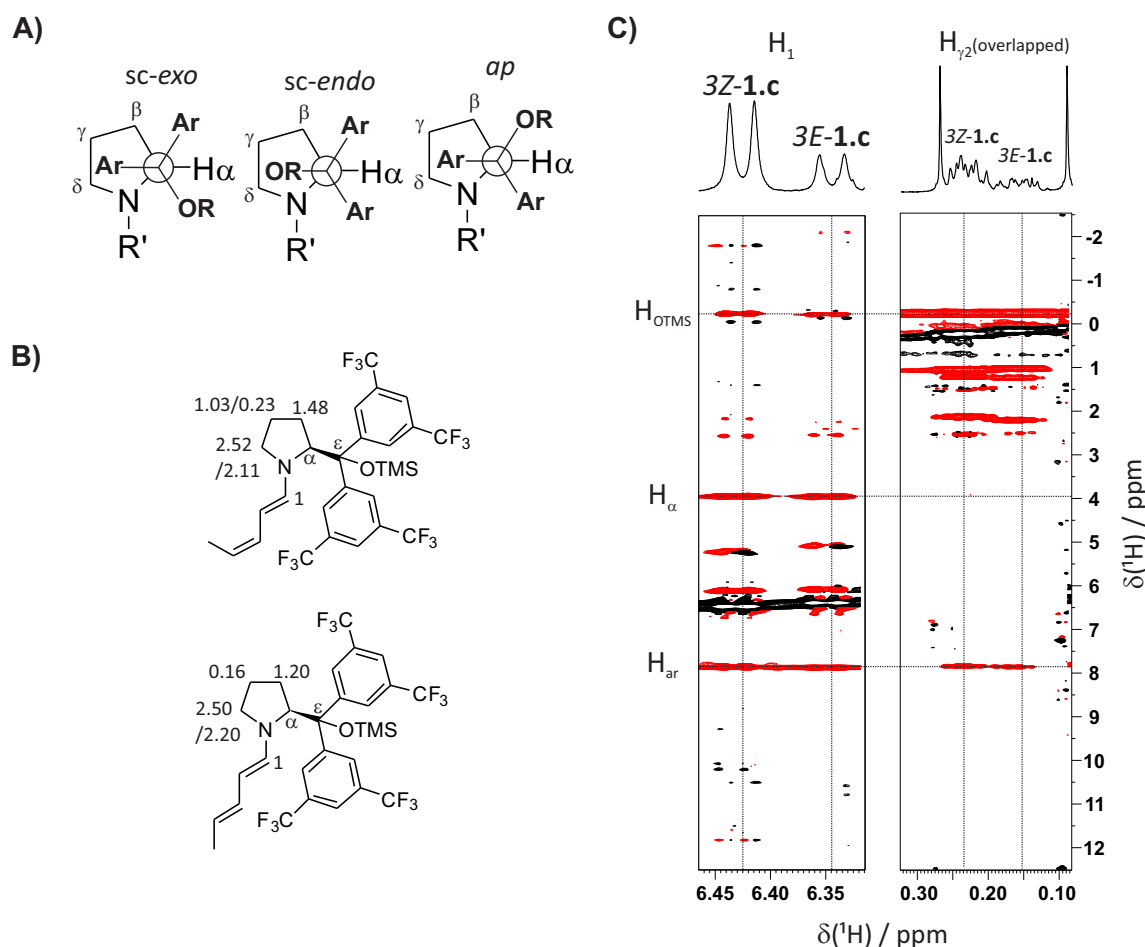 A)
sc-exo
sc-endo
ap
β
γ
δ
Ar
Ar
Hα
OR
N
R'
β
γ
δ
Ar
OR
Hα
Ar
N
R'
β
γ
δ
OR
Ar
Hα
Ar
N
R'
B)
1.03/0.23
1.48
2.52
/2.11
N
1
α
ε
OTMS
F3C
CF3
CF3
F3C
0.16
1.20
2.50
/2.20
N
1
α
ε
OTMS
F3C
CF3
CF3
F3C
C)
H1
Hγ2(overlapped)
3Z-1.c
3E-1.c
3Z-1.c
3E-1.c
HOTMS
Hα
Har
-2
-1
0
1
2
3
4
5
6
7
8
9
10
11
12
δ(1H) / ppm
6.45
6.40
6.35
0.30
0.20
0.10
δ(1H) / ppm